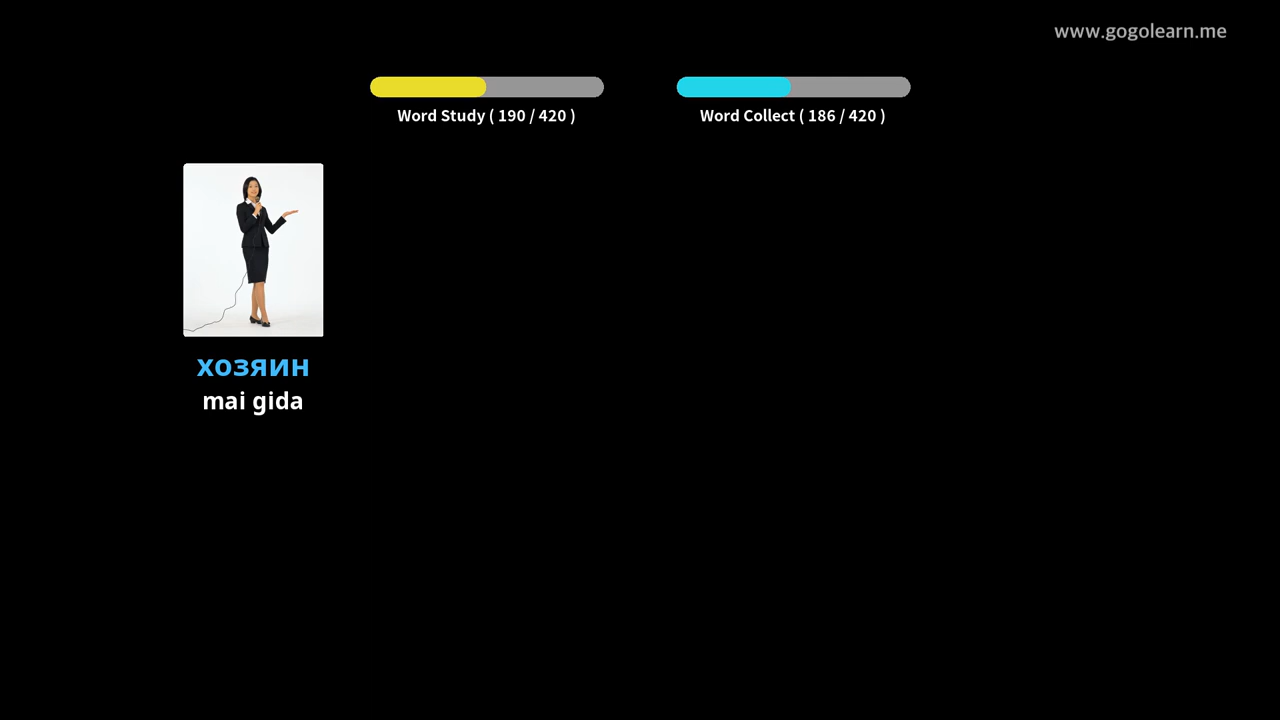 www.gogolearn.me
Word Study ( 190 / 420 )
Word Collect ( 186 / 420 )
хозяин
mai gida